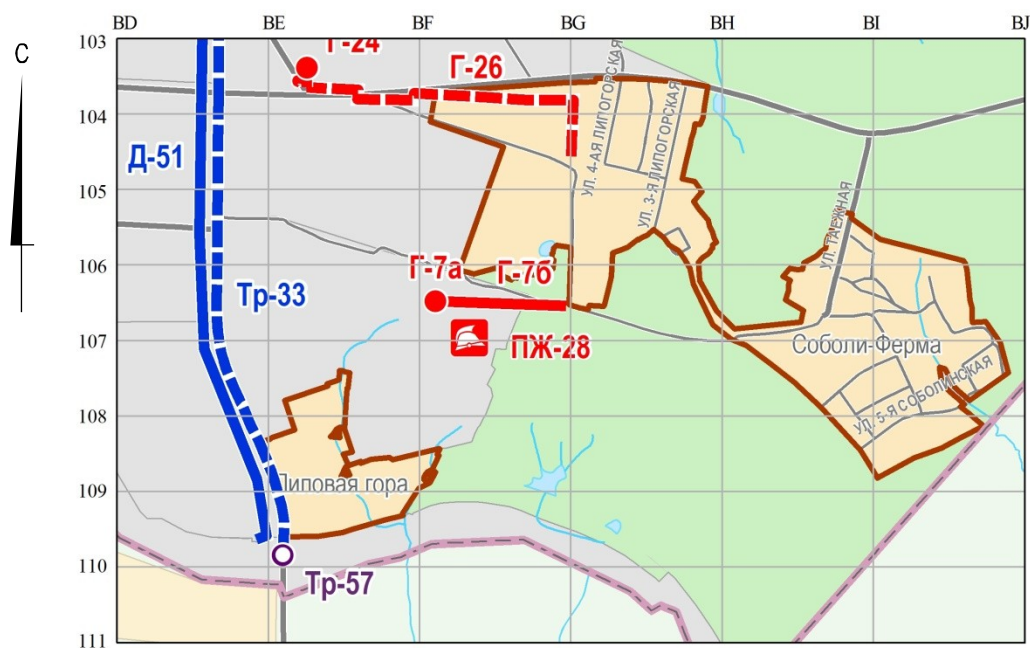 BD BE BF BG BH BI BJ
С
103
Г-24
Г-26
104
Д-51
УЛ. 4-АЯ ЛИПОГОРСКАЯ
УЛ. 3-Я ЛИПОГОРСКАЯ
105
УЛ. ТАЕЖНАЯ
106
Г-7а
Г-7б
Тр-33
107
ПЖ-28
Соболи-Ферма
УЛ. 5-Я СОБОЛИНСКАЯ
108
Липовая гора
109
110
Тр-57
111